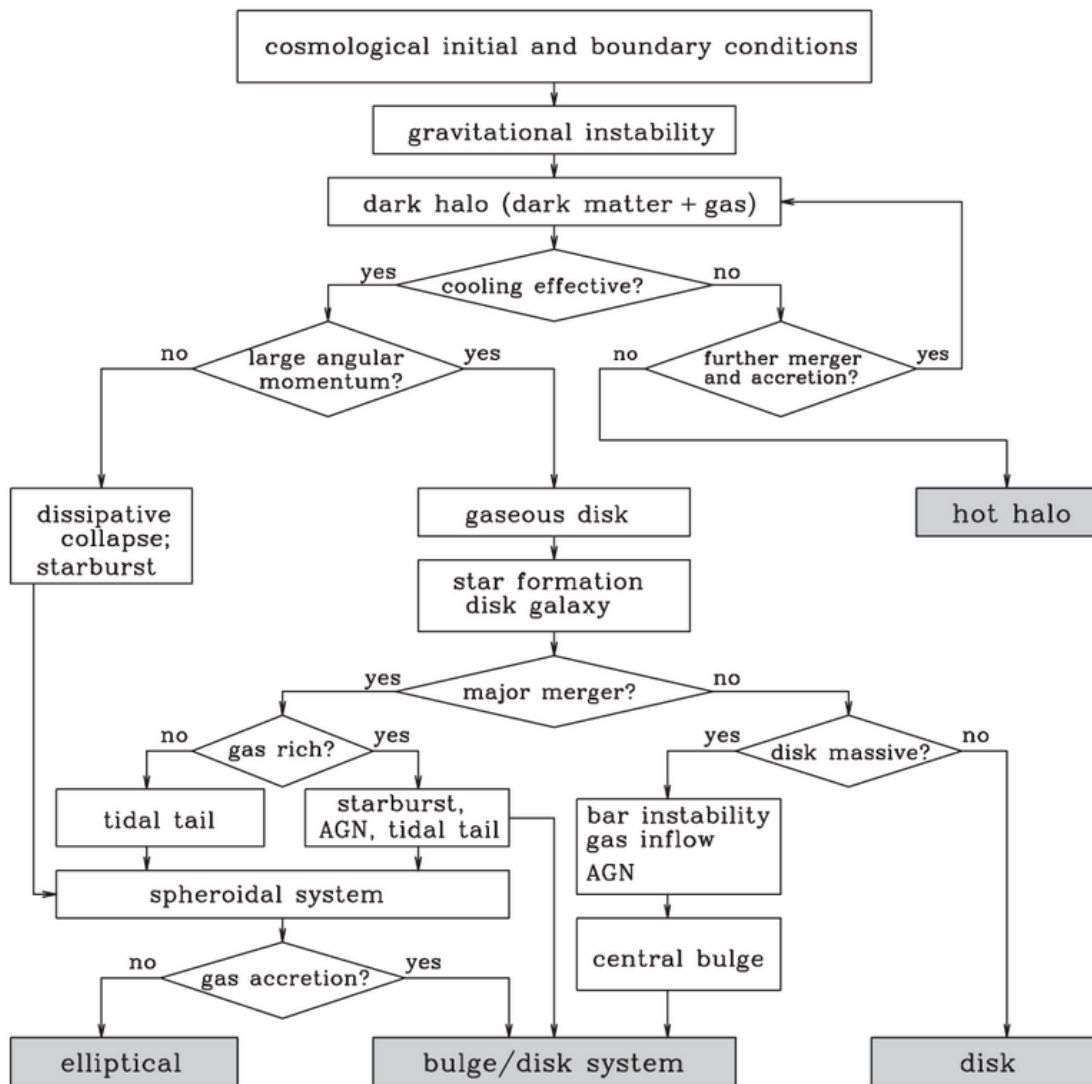 cosmological initial and boundary conditions
gravitational instability
dark halo (dark matter + gas)
yes
no
cooling effective?
no
large angular
momentum?
yes
no
further merger
and accretion?
yes
dissipative
collapse;
starburst
gaseous disk
hot halo
star formation
disk galaxy
yes
major merger?
no
no
gas rich?
yes
yes
disk massive?
no
tidal tail
starburst,
AGN, tidal tail
bar instability
gas inflow
AGN
spheroidal system
central bulge
no
gas accretion?
yes
elliptical
bulge/disk system
disk